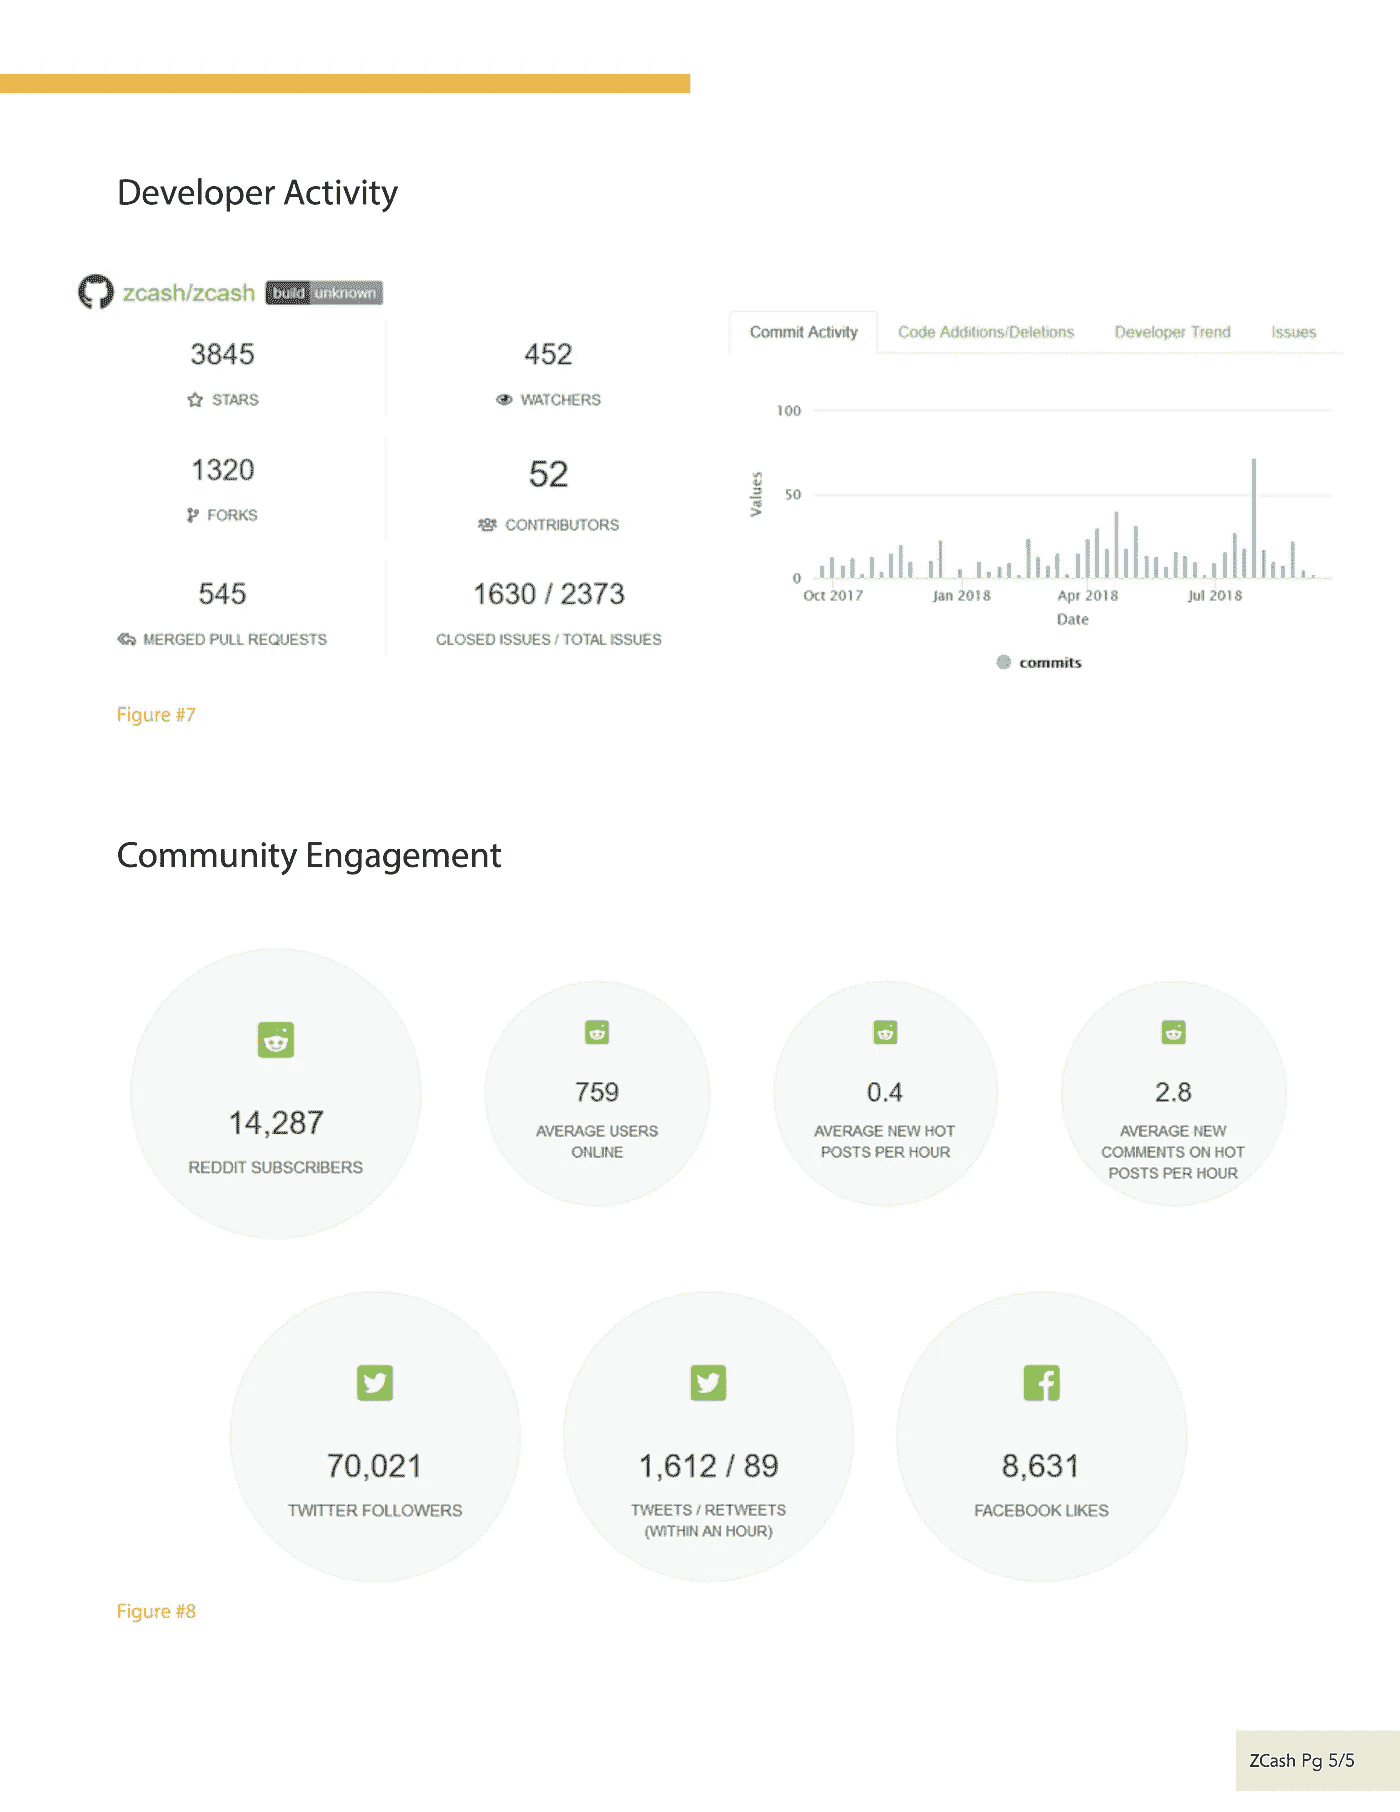 Developer Activity
zcash/zcash build unknown
3845
STARS
452
WATCHERS
1320
FORKS
52
CONTRIBUTORS
545
MERGED PULL REQUESTS
1630 / 2373
CLOSED ISSUES / TOTAL ISSUES
Commit Activity Code Additions/Deletions Developer Trend Issues
100
50
0
Values
Oct 2017 Jan 2018 Apr 2018 Jul 2018
Date
commits
Figure #7
Community Engagement
14,287
REDDIT SUBSCRIBERS
759
AVERAGE USERS
ONLINE
0.4
AVERAGE NEW HOT
POSTS PER HOUR
2.8
AVERAGE NEW
COMMENTS ON HOT
POSTS PER HOUR
70,021
TWITTER FOLLOWERS
1,612 / 89
TWEETS / RETWEETS
(WITHIN AN HOUR)
8,631
FACEBOOK LIKES
Figure #8
ZCash Pg 5/5